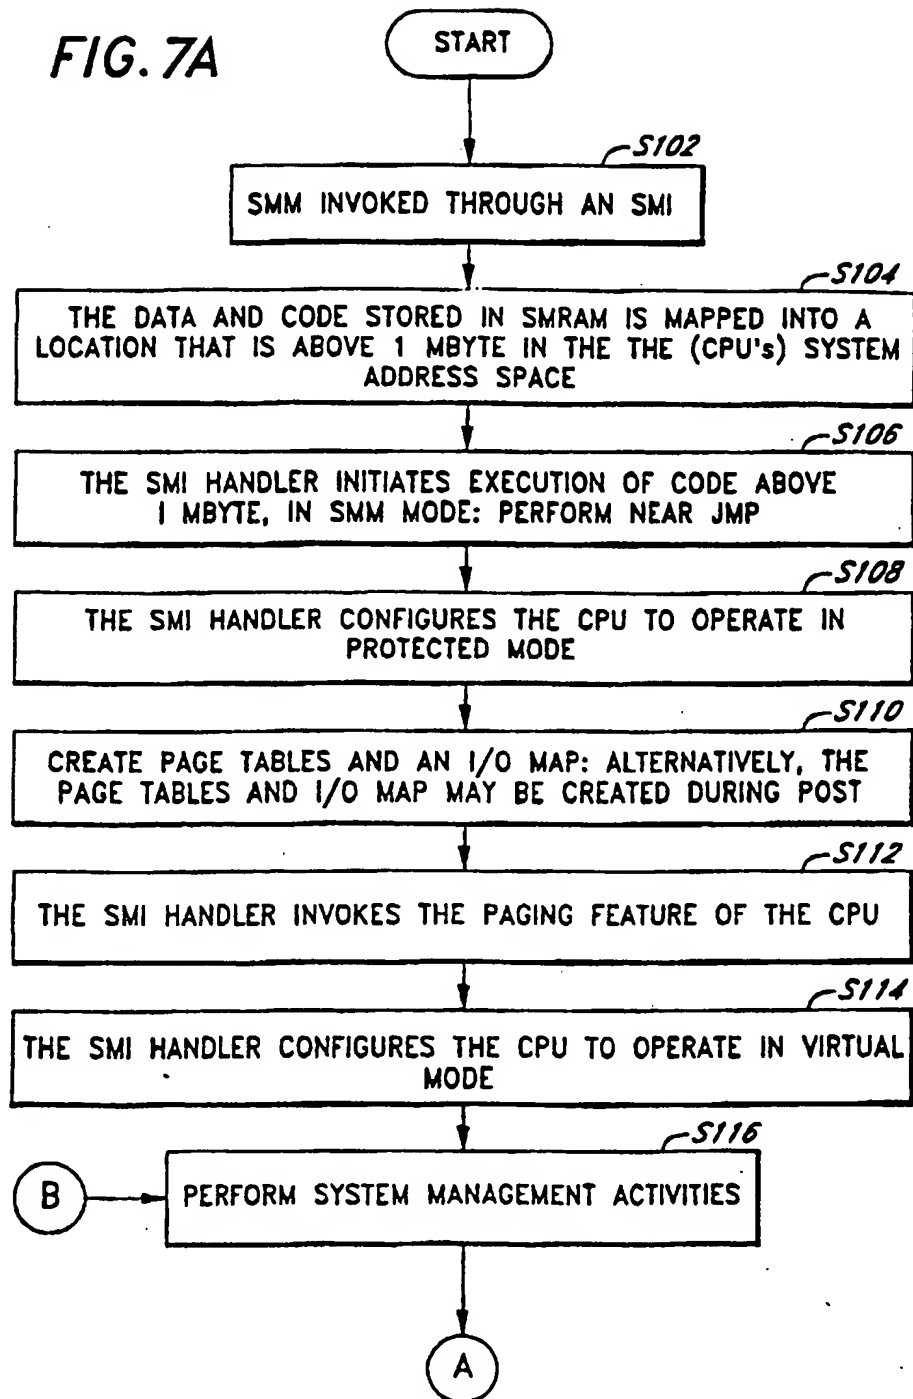 FIG. 7A
START
S102
SMM INVOKED THROUGH AN SMI
S104
THE DATA AND CODE STORED IN SMRAM IS MAPPED INTO A
LOCATION THAT IS ABOVE 1 MBYTE IN THE THE (CPU's) SYSTEM
ADDRESS SPACE
S106
THE SMI HANDLER INITIATES EXECUTION OF CODE ABOVE
1 MBYTE, IN SMM MODE: PERFORM NEAR JMP
S108
THE SMI HANDLER CONFIGURES THE CPU TO OPERATE IN
PROTECTED MODE
S110
CREATE PAGE TABLES AND AN I/O MAP: ALTERNATIVELY, THE
PAGE TABLES AND I/O MAP MAY BE CREATED DURING POST
S112
THE SMI HANDLER INVOKES THE PAGING FEATURE OF THE CPU
S114
THE SMI HANDLER CONFIGURES THE CPU TO OPERATE IN VIRTUAL
MODE
S116
B
PERFORM SYSTEM MANAGEMENT ACTIVITIES
A